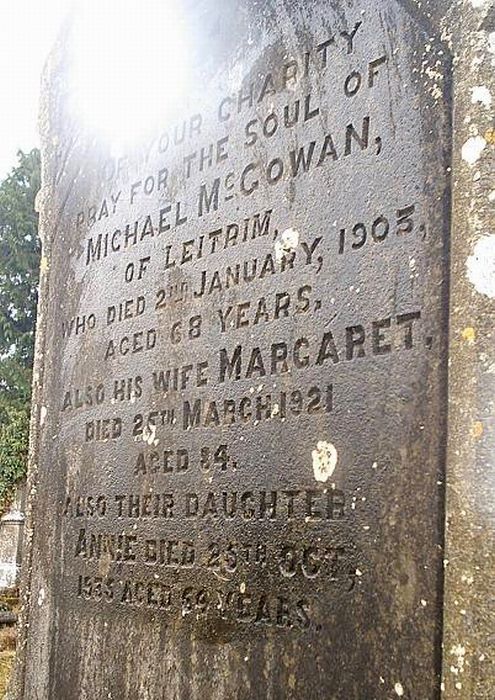 OF YOUR CHARITY
PRAY FOR THE SOUL OF
MICHAEL McGOWAN,
OF LEITRIM,
WHO DIED 2ND JANUARY, 1903,
AGED 68 YEARS,
ALSO HIS WIFE MARGARET,
DIED 25TH MARCH 1921
AGED 84.
ALSO THEIR DAUGHTER
ANNIE DIED 25TH OCT,
1935 AGED 69 YEARS.